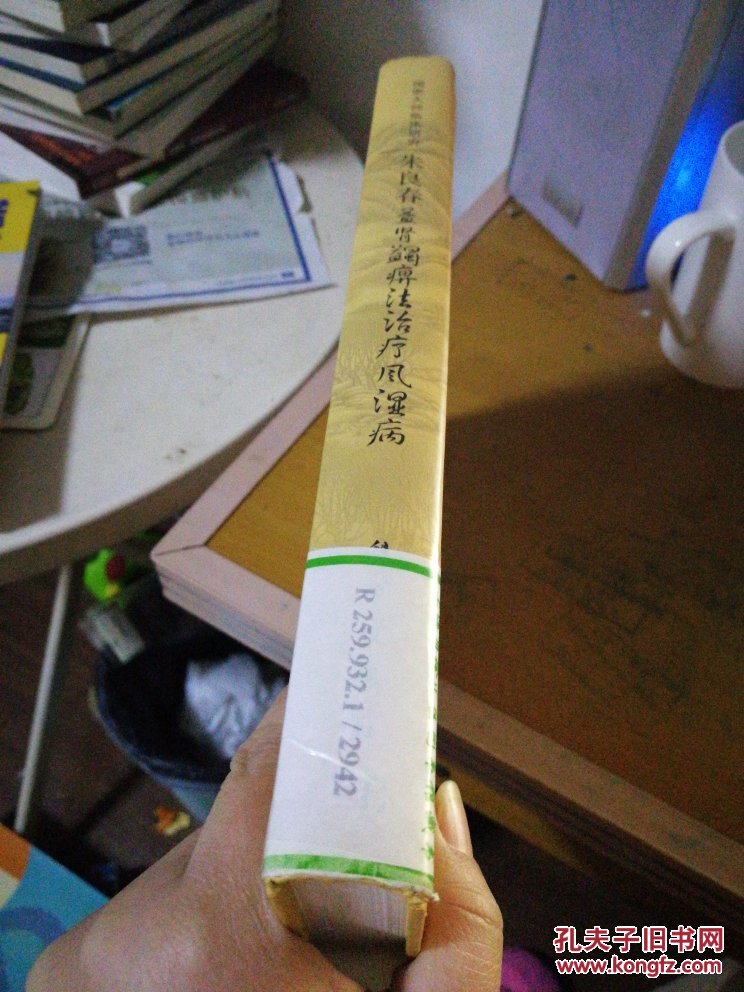 朱良春益肾蠲痹法治疗风湿病
R 259.932.1 / 2942
孔夫子旧书网
www.kongfz.com